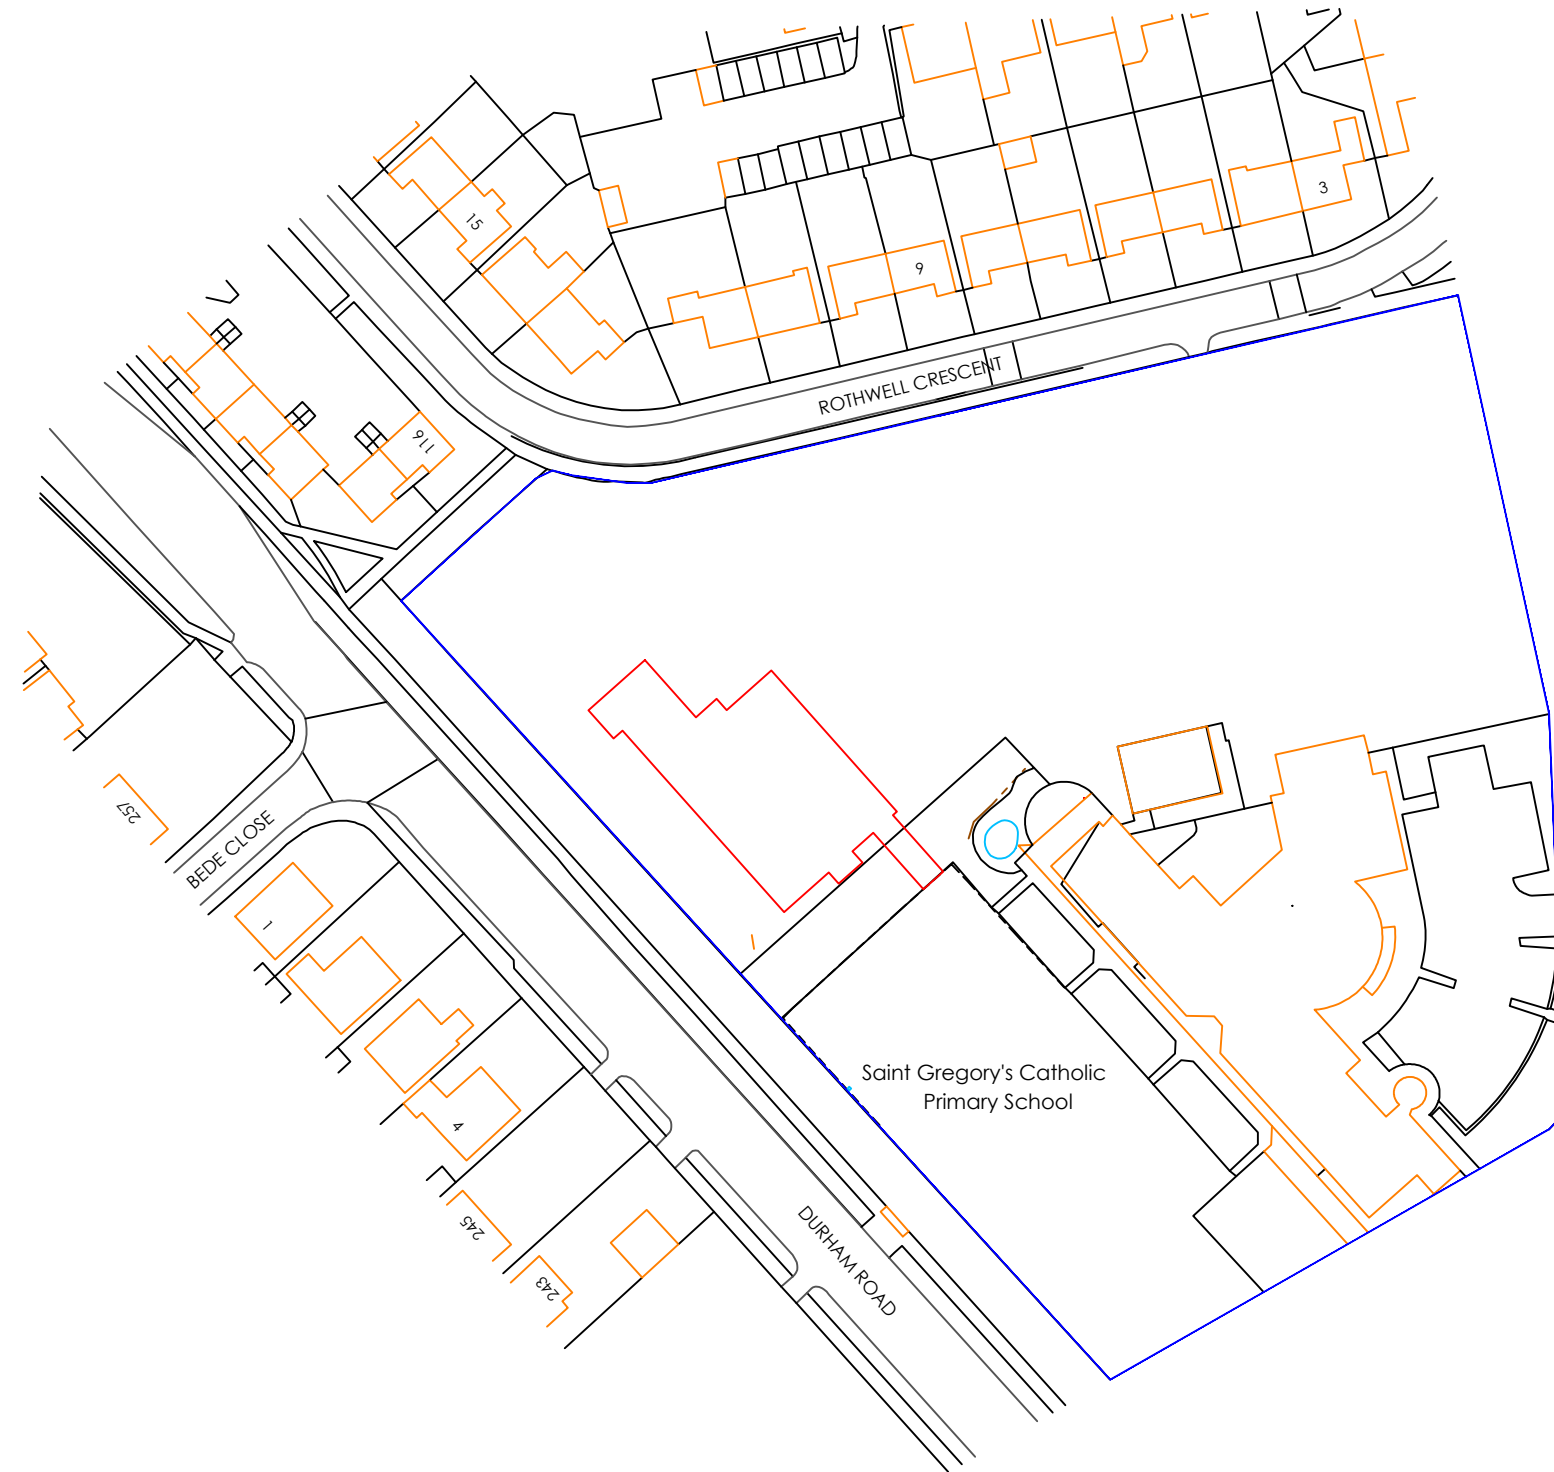 15
3
9
116
ROTHWELL CRESCENT
257
BEDE CLOSE
1
Saint Gregory's Catholic
Primary School
4
245
243
DURHAM ROAD